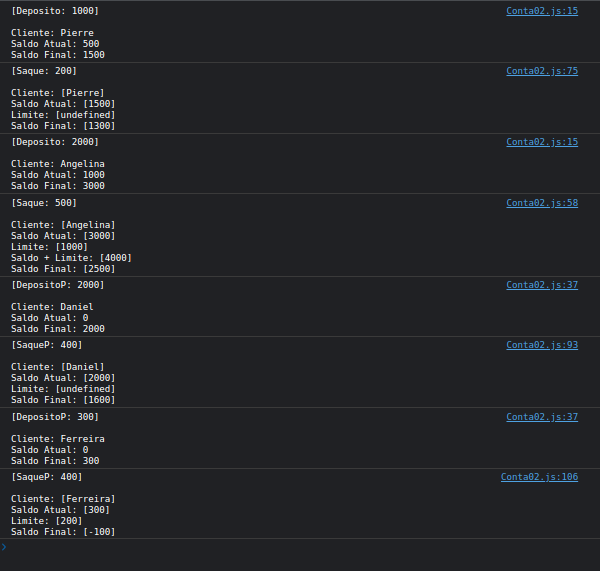 [Deposito: 1000] Conta02.js:15
Cliente: Pierre
Saldo Atual: 500
Saldo Final: 1500
[Saque: 200] Conta02.js:75
Cliente: [Pierre]
Saldo Atual: [1500]
Limite: [undefined]
Saldo Final: [1300]
[Deposito: 2000] Conta02.js:15
Cliente: Angelina
Saldo Atual: 1000
Saldo Final: 3000
[Saque: 500] Conta02.js:58
Cliente: [Angelina]
Saldo Atual: [3000]
Limite: [1000]
Saldo + Limite: [4000]
Saldo Final: [2500]
[DepositoP: 2000] Conta02.js:37
Cliente: Daniel
Saldo Atual: 0
Saldo Final: 2000
[SaqueP: 400] Conta02.js:93
Cliente: [Daniel]
Saldo Atual: [2000]
Limite: [undefined]
Saldo Final: [1600]
[DepositoP: 300] Conta02.js:37
Cliente: Ferreira
Saldo Atual: 0
Saldo Final: 300
[SaqueP: 400] Conta02.js:106
Cliente: [Ferreira]
Saldo Atual: [300]
Limite: [200]
Saldo Final: [-100]